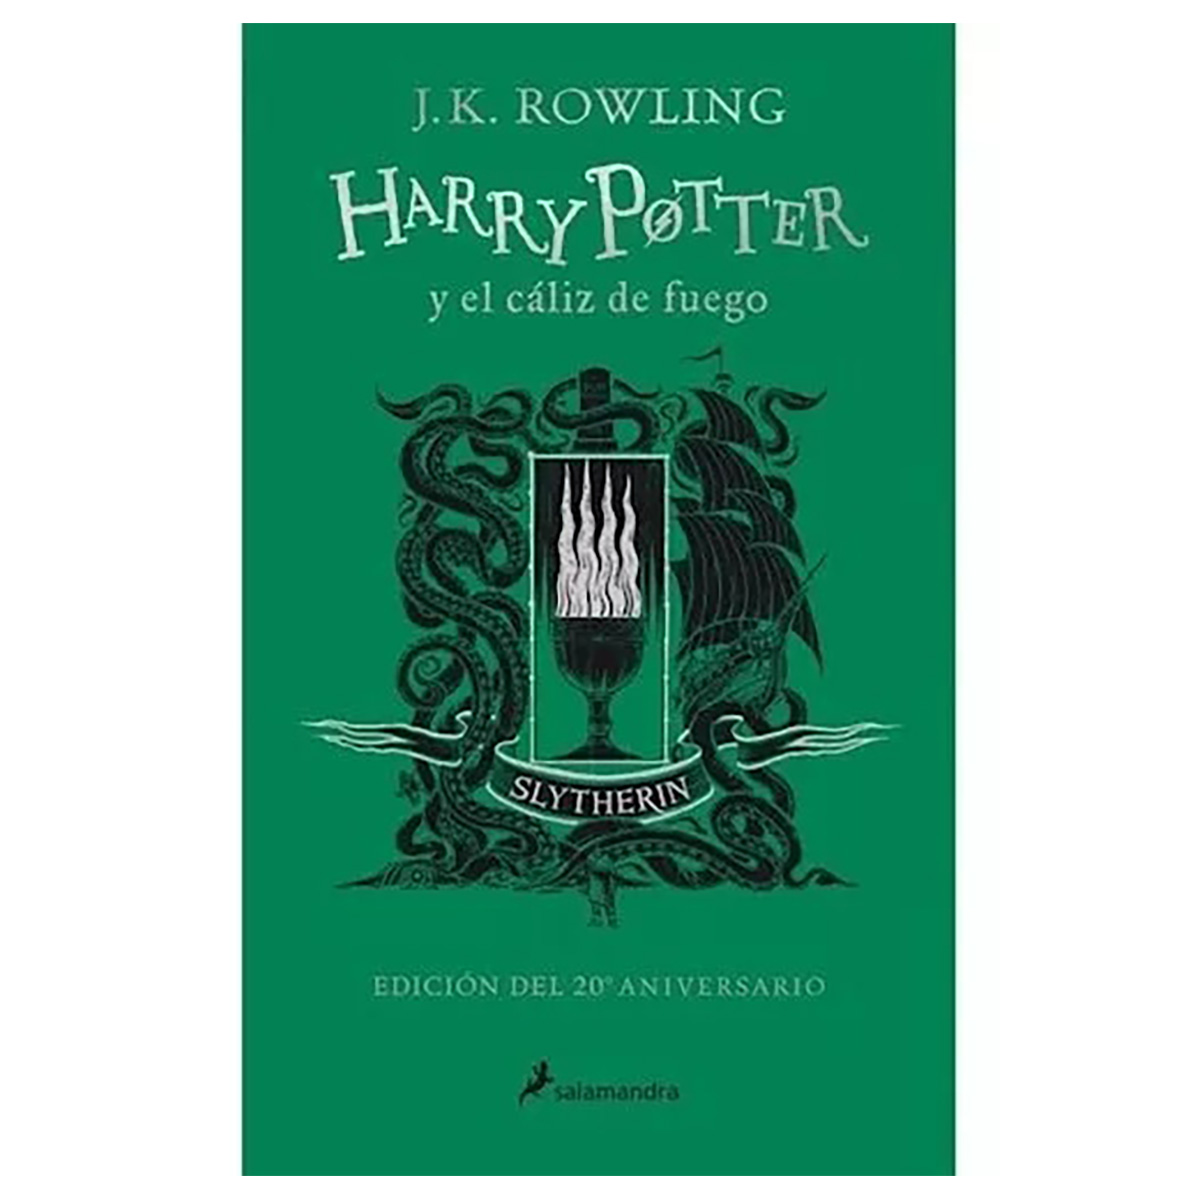 J.K. ROWLING
HARRY POTTER
y el cáliz de fuego
SLYTHERIN
EDICIÓN DEL 20º ANIVERSARIO
salamandra